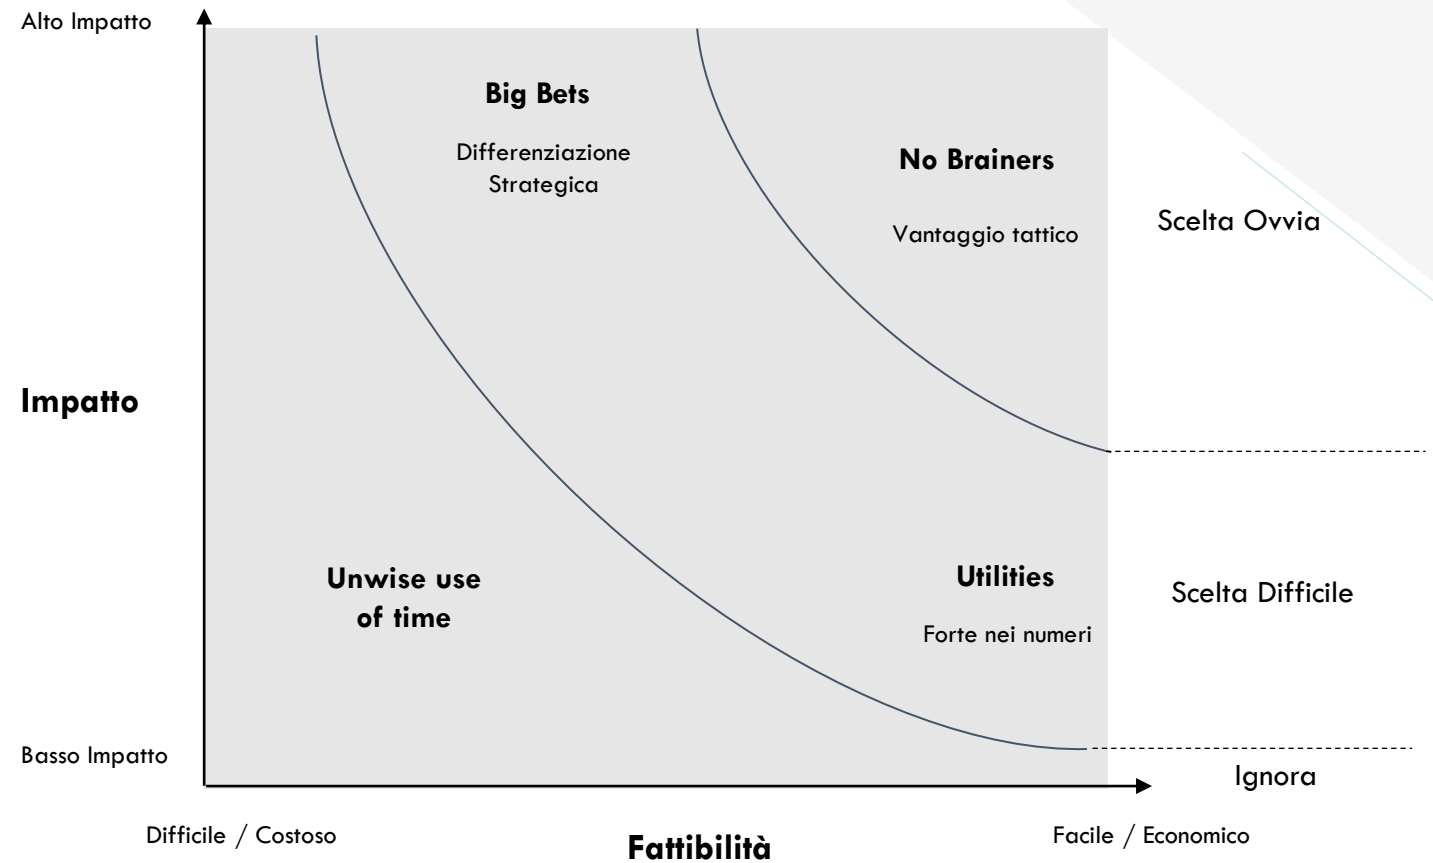 Alto Impatto
Big Bets
Differenziazione
Strategica
No Brainers
Vantaggio tattico
Scelta Ovvia
Impatto
Unwise use
of time
Utilities
Forte nei numeri
Scelta Difficile
Basso Impatto
Ignora
Difficile / Costoso
Fattibilità
Facile / Economico